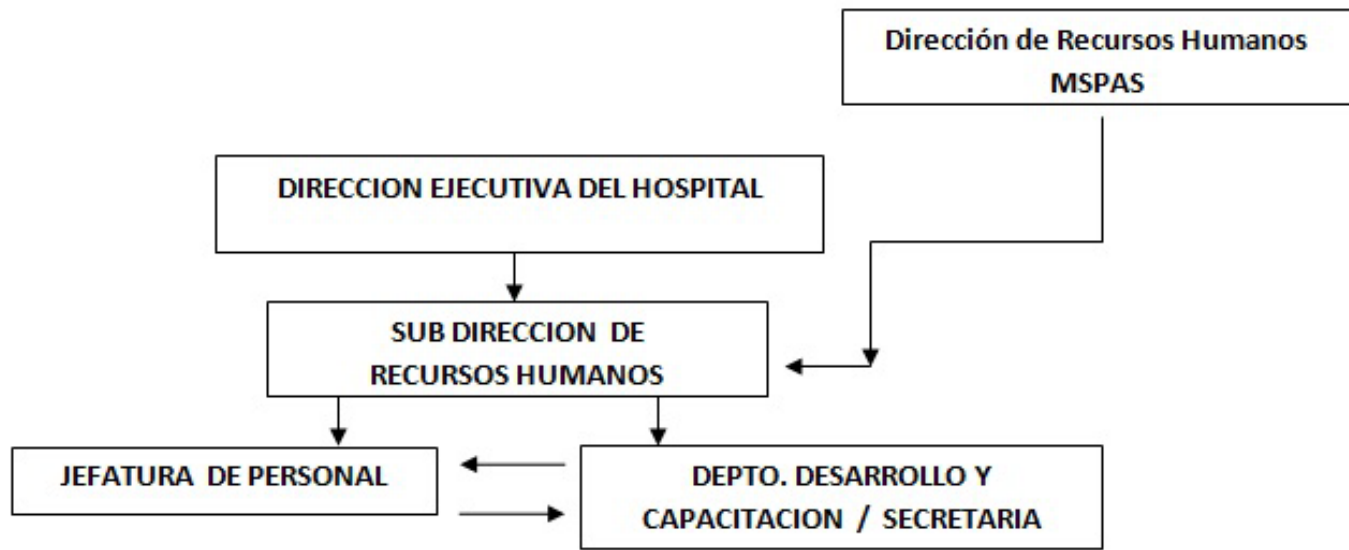 Dirección de Recursos Humanos
MSPAS
DIRECCION EJECUTIVA DEL HOSPITAL
SUB DIRECCION DE
RECURSOS HUMANOS
JEFATURA DE PERSONAL
DEPTO. DESARROLLO Y
CAPACITACION / SECRETARIA